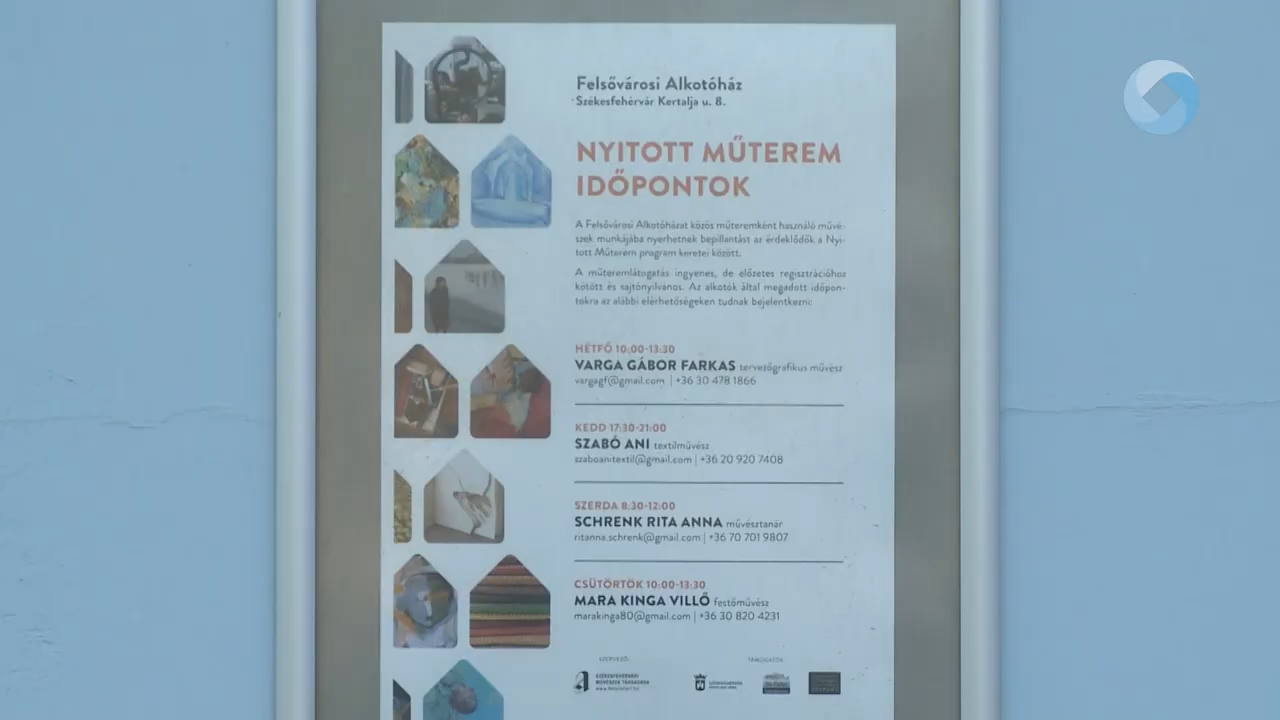 Felsővárosi Alkotóház
Székesfehérvár Kertalja u. 8.
NYITOTT MŰTEREM
IDŐPONTOK
A Felsővárosi Alkotóházat közös műteremként használó művé-
szek munkájába nyerhetnek bepillantást az érdeklődők a Nyi-
tott Műterem program keretei között.
A műteremlátogatás ingyenes, de előzetes regisztrációhoz
kötött és sajtónyilvános. Az alkotók által megadott időpon-
tokra az alábbi elérhetőségeken tudnak bejelentkezni:
HÉTFŐ 10:00-13:30
VARGA GÁBOR FARKAS tervezőgrafikus művész
vargagf@gmail.com | +36 30 478 1866
KEDD 17:30-21:00
SZABÓ ANI textilművész
szaboanitextil@gmail.com | +36 20 920 7408
SZERDA 8:30-12:00
SCHRENK RITA ANNA művésztanár
ritanna.schrenk@gmail.com | +36 70 701 9807
CSÜTÖRTÖK 10:00-13:30
MARA KINGA VILLŐ festőművész
marakinga80@gmail.com | +36 30 820 4231
SZERVEZŐ:
TÁMOGATÓK
SZÉKESFEHÉRVÁRI
MŰVÉSZEK TÁRSASÁGA